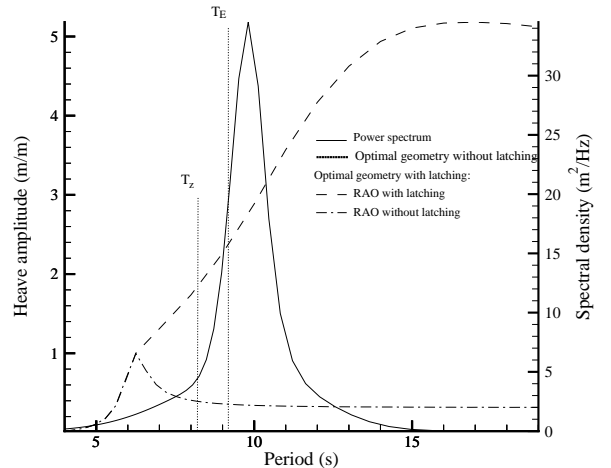 T_E
T_z
5
4
3
2
1
Heave amplitude (m/m)
30
25
20
15
10
5
0
Spectral density (m²/Hz)
Power spectrum
Optimal geometry without latching
Optimal geometry with latching:
RAO with latching
RAO without latching
5
10
15
Period (s)